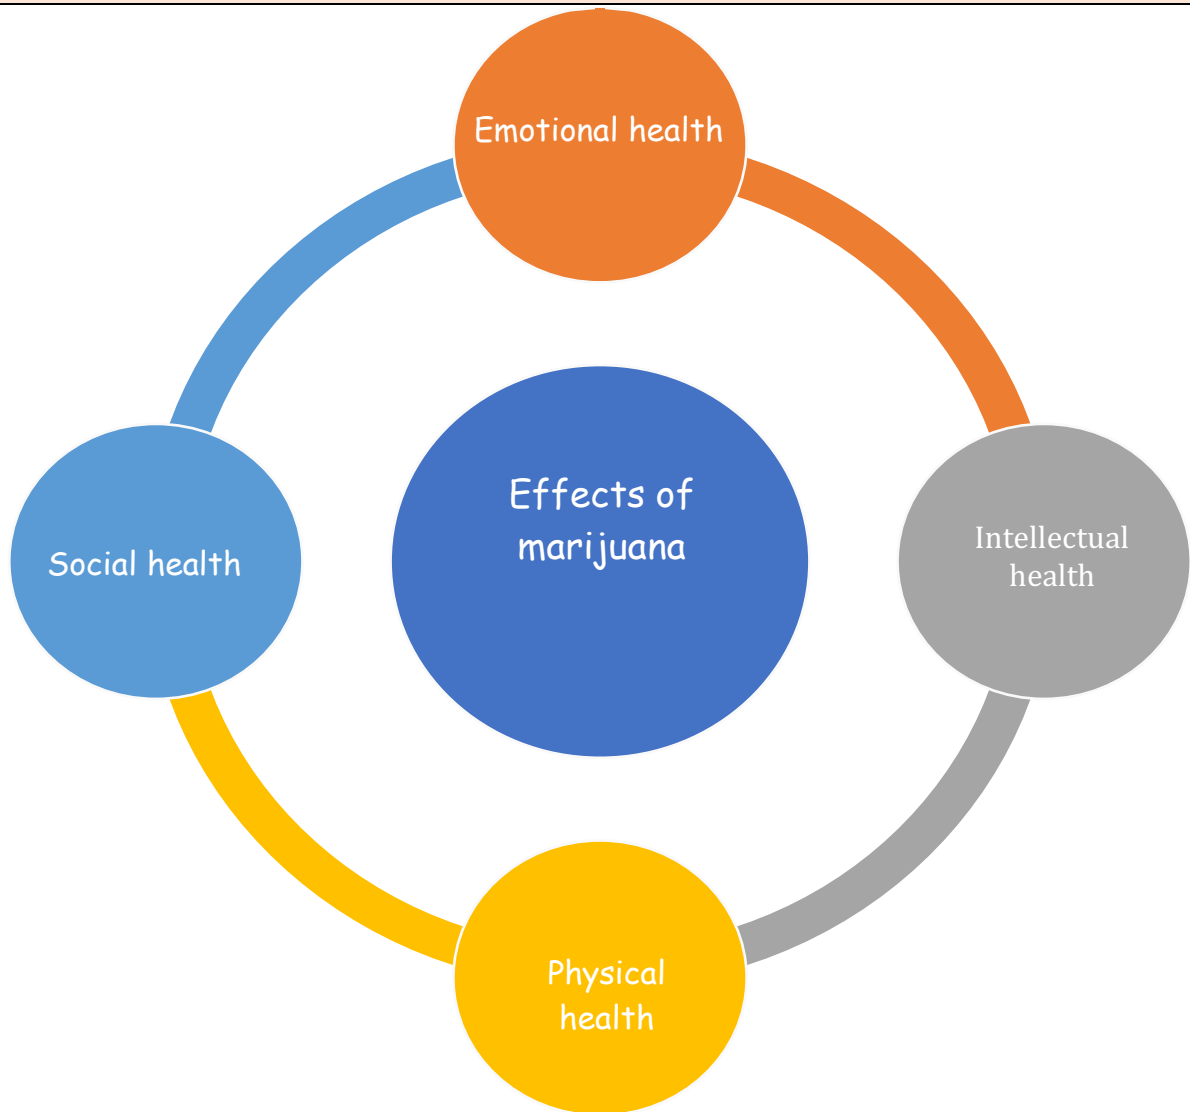 Emotional health
Effects of
marijuana
Social health
Intellectual
health
Physical
health